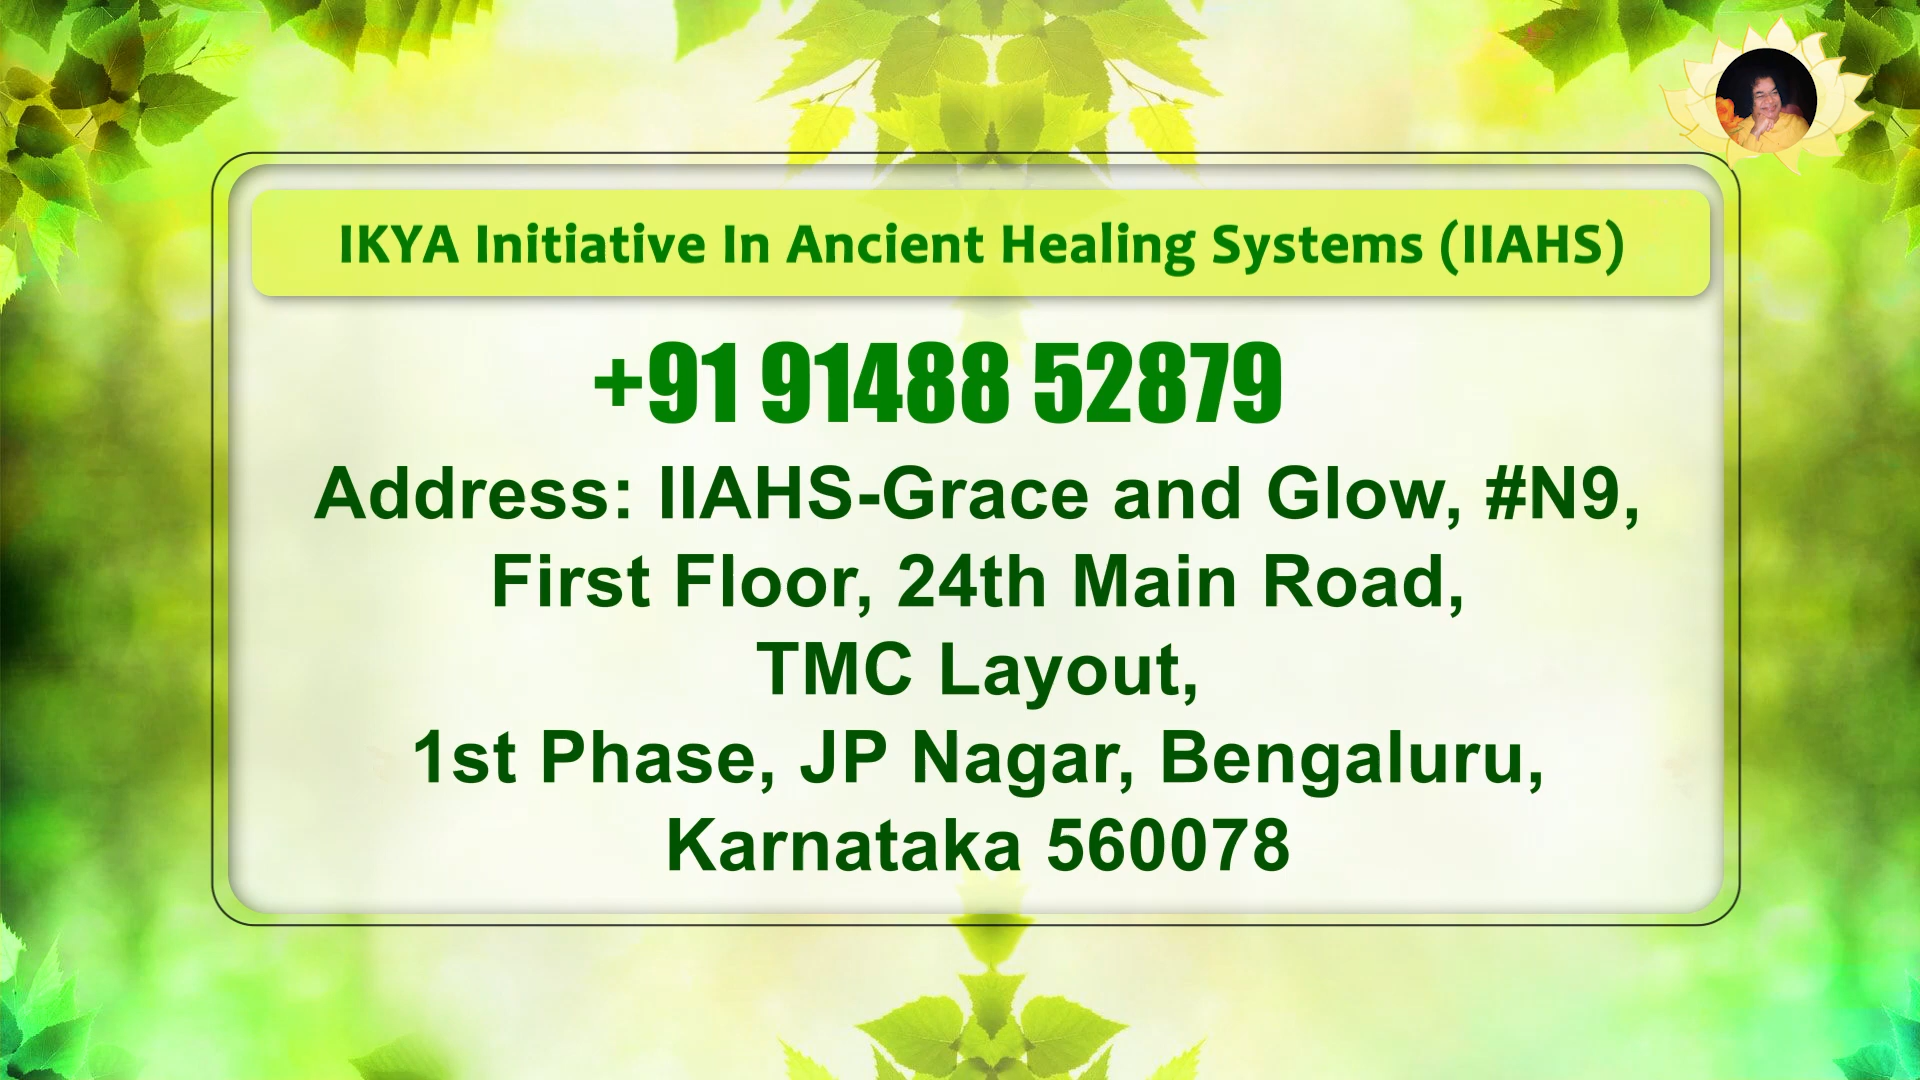 IKYA Initiative In Ancient Healing Systems (IIAHS)
+91 91488 52879
Address: IIAHS-Grace and Glow, #N9,
First Floor, 24th Main Road,
TMC Layout,
1st Phase, JP Nagar, Bengaluru,
Karnataka 560078